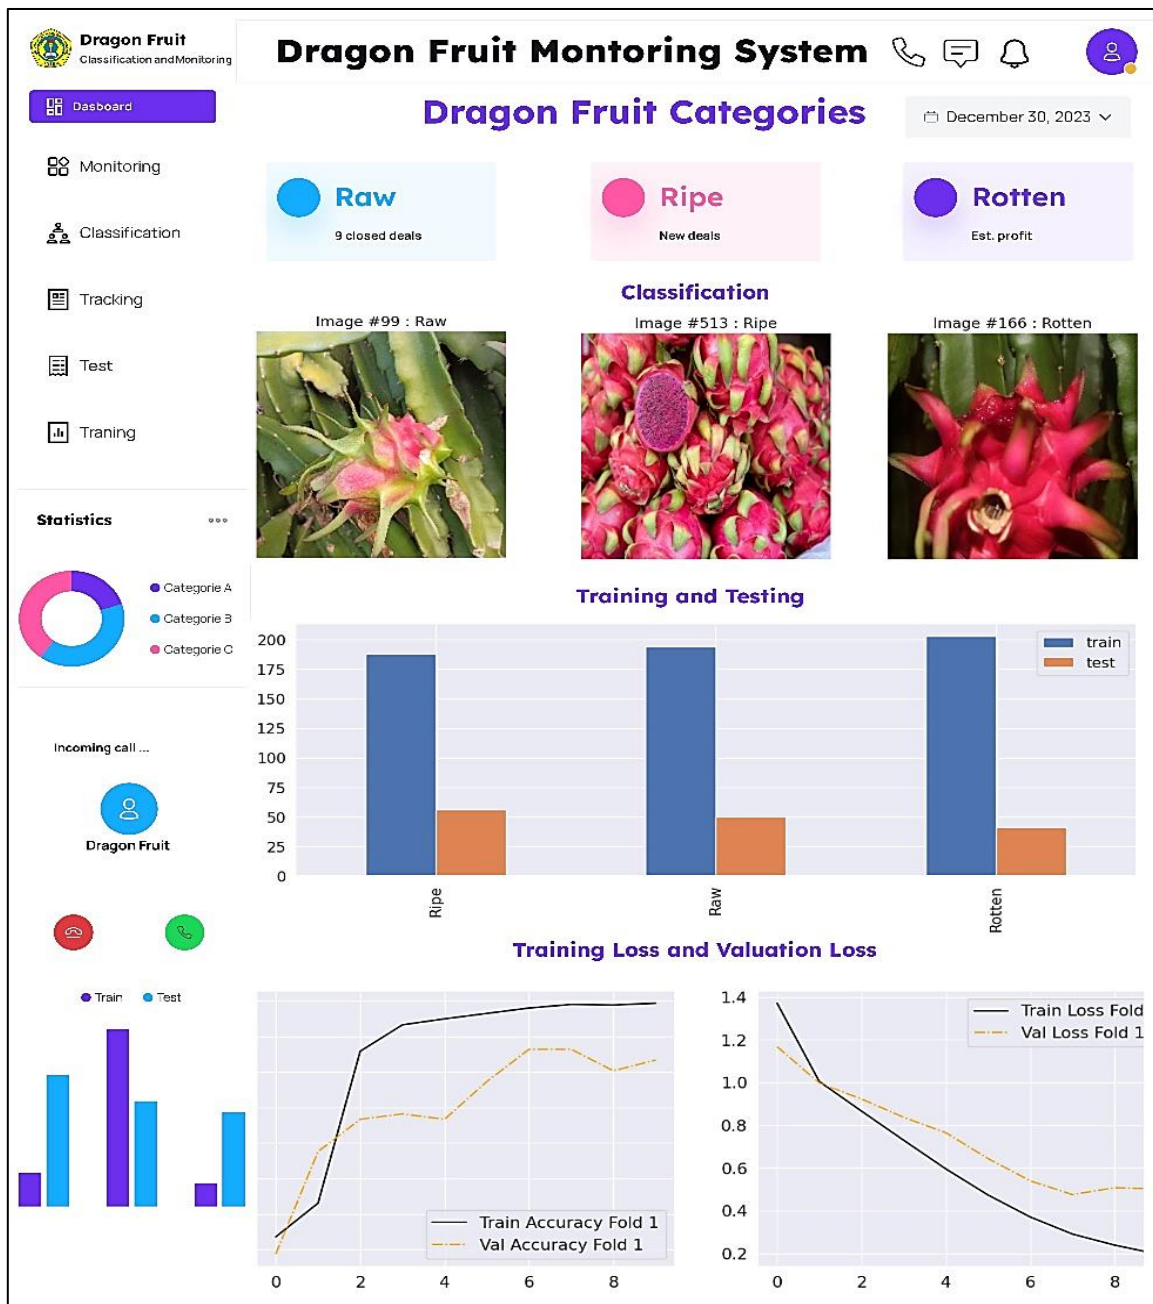 Dragon Fruit
Classification and Monitoring
Dragon Fruit Montoring System
Dasboard
Monitoring
Classification
Tracking
Test
Traning
Statistics
Categorie A
Categorie B
Categorie C
Incoming call ...
Dragon Fruit
Train
Test
Dragon Fruit Categories
December 30, 2023
Raw
9 closed deals
Ripe
New deals
Rotten
Est. profit
Classification
Image #99 : Raw
Image #513 : Ripe
Image #166 : Rotten
Training and Testing
200
175
150
125
100
75
50
25
0
train
test
Ripe
Raw
Rotten
Training Loss and Valuation Loss
Train Accuracy Fold 1
Val Accuracy Fold 1
0 2 4 6 8
1.4
1.2
1.0
0.8
0.6
0.4
0.2
Train Loss Fold
Val Loss Fold 1
0 2 4 6 8